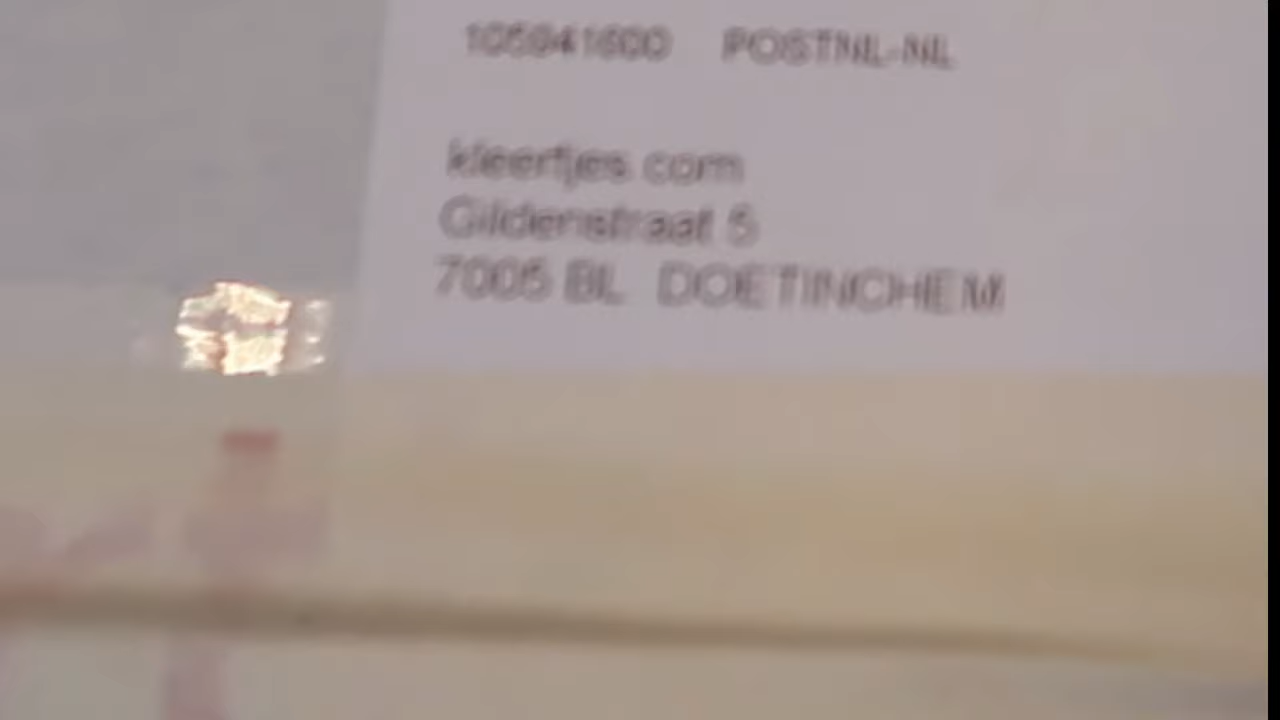 105941600 POSTNL-NL
kleertjes.com
Gildenstraat 5
7005 BL DOETINCHEM